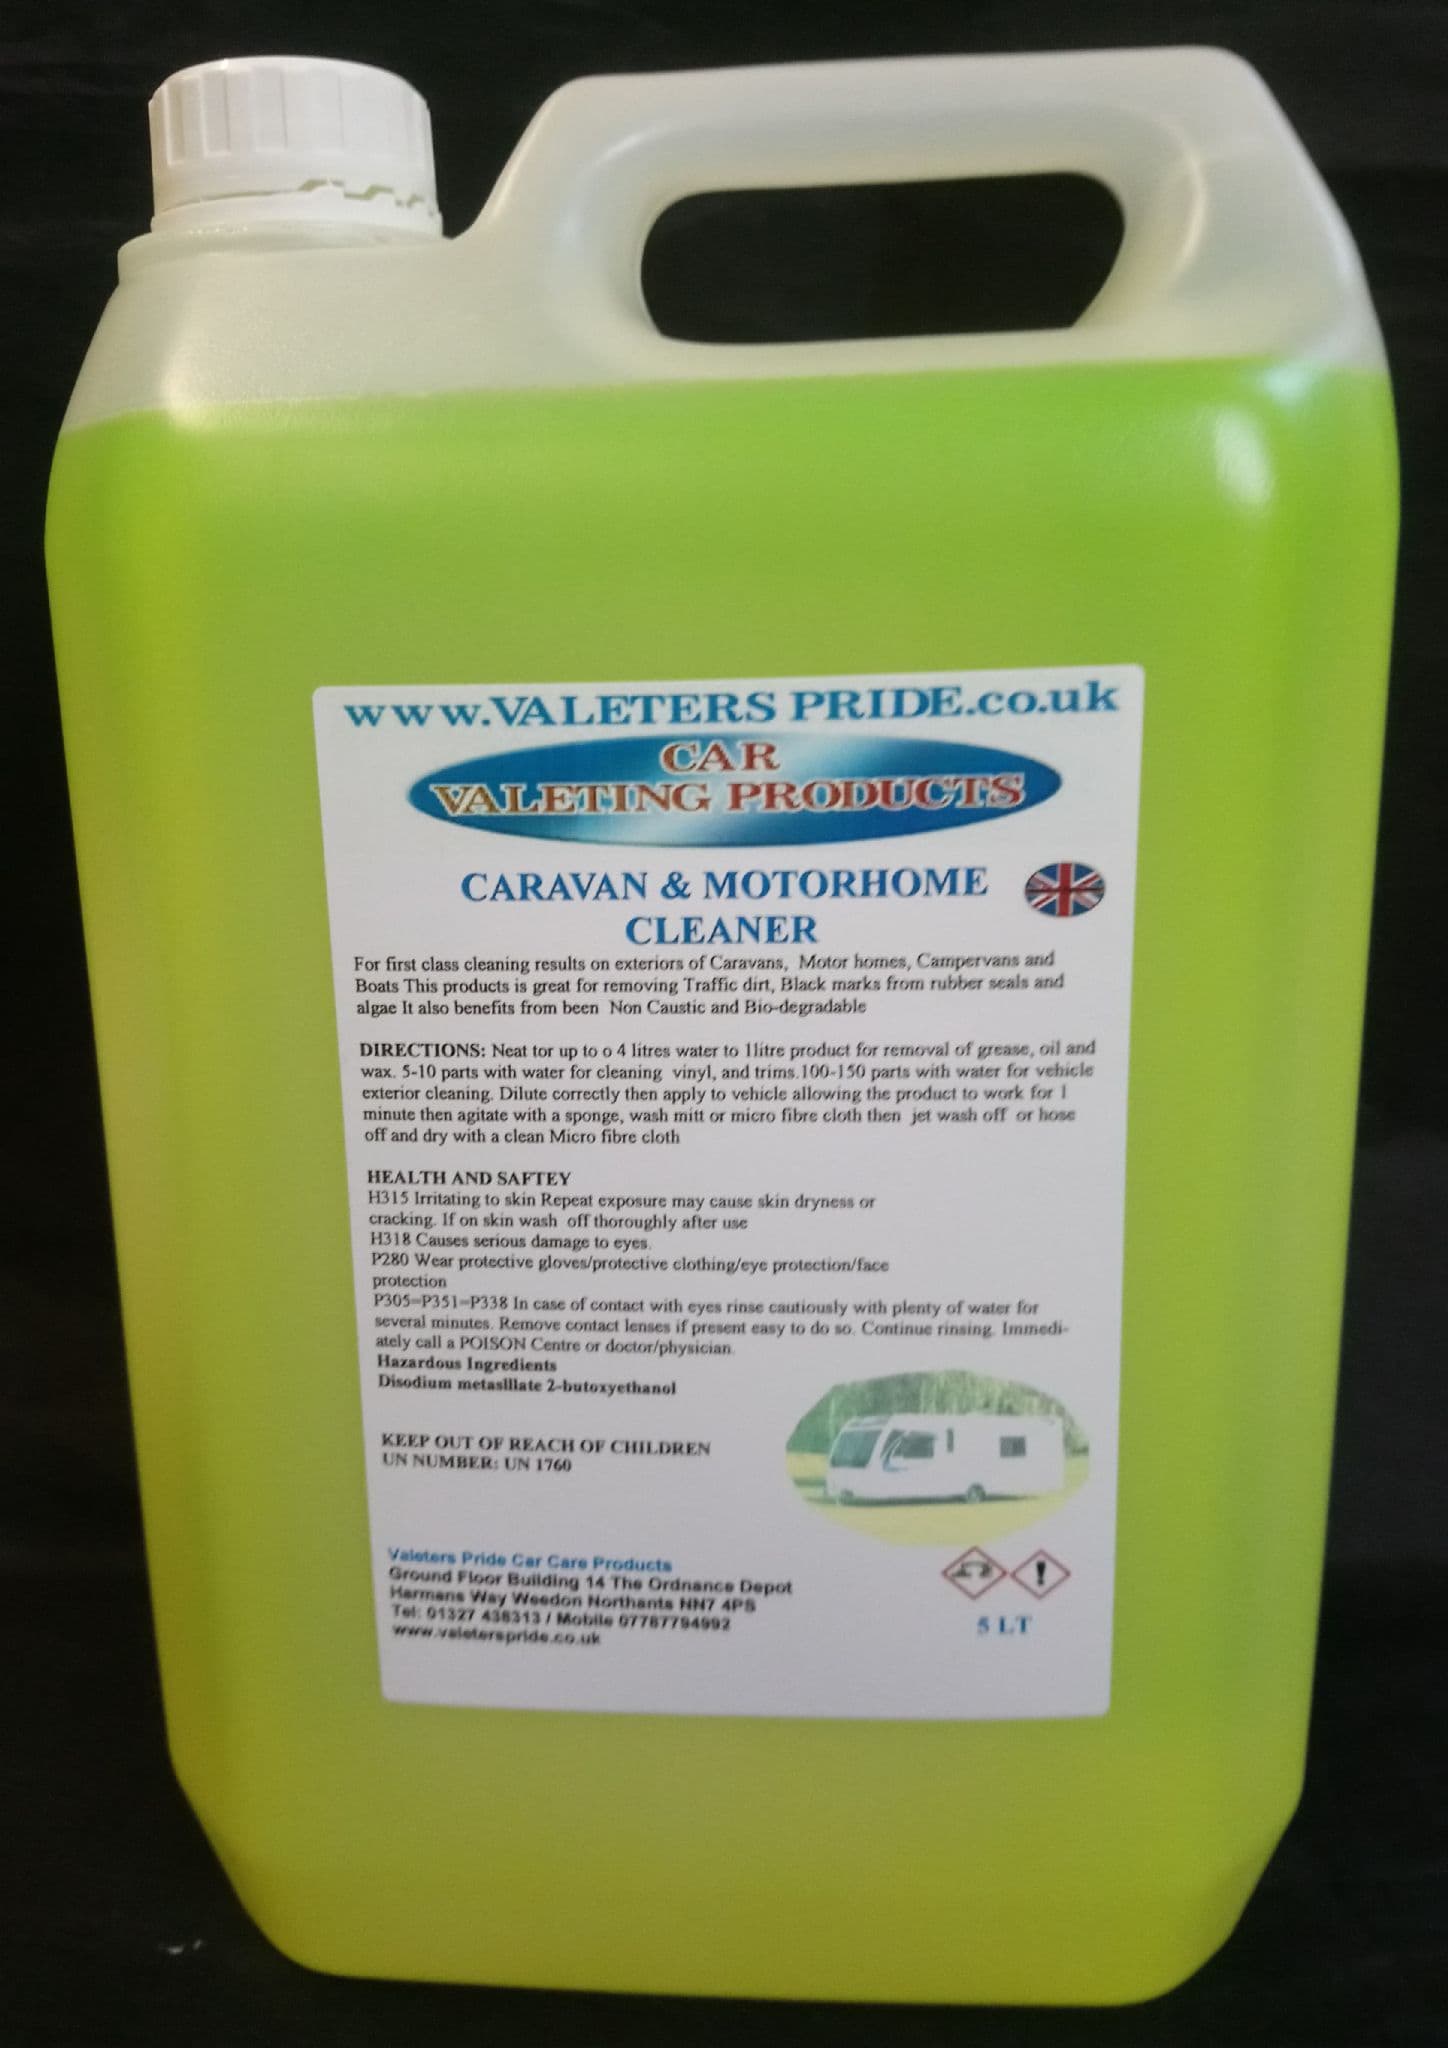 www.VALETERS PRIDE.co.uk
CAR
VALETING PRODUCTS
CARAVAN & MOTORHOME
CLEANER
For first class cleaning results on exteriors of Caravans, Motor homes, Campervans and
Boats This products is great for removing Traffic dirt, Black marks from rubber seals and
algae It also benefits from been Non Caustic and Bio-degradable
DIRECTIONS: Neat tor up to o 4 litres water to 1litre product for removal of grease, oil and
wax. 5-10 parts with water for cleaning vinyl, and trims.100-150 parts with water for vehicle
exterior cleaning. Dilute correctly then apply to vehicle allowing the product to work for 1
minute then agitate with a sponge, wash mitt or micro fibre cloth then jet wash off or hose
off and dry with a clean Micro fibre cloth
HEALTH AND SAFTEY
H315 Irritating to skin Repeat exposure may cause skin dryness or
cracking. If on skin wash off thoroughly after use
H318 Causes serious damage to eyes.
P280 Wear protective gloves/protective clothing/eye protection/face
protection
P305=P351=P338 In case of contact with eyes rinse cautiously with plenty of water for
several minutes. Remove contact lenses if present easy to do so. Continue rinsing. Immedi-
ately call a POISON Centre or doctor/physician.
Hazardous Ingredients
Disodium metasIllate 2-butoxyethanol
KEEP OUT OF REACH OF CHILDREN
UN NUMBER: UN 1760
Valeters Pride Car Care Products
Ground Floor Building 14 The Ordnance Depot
Harmans Way Weedon Northants NN7 4PS
Tel: 01327 436313 / Mobile 07787794992
www.valeterspride.co.uk
5 LT